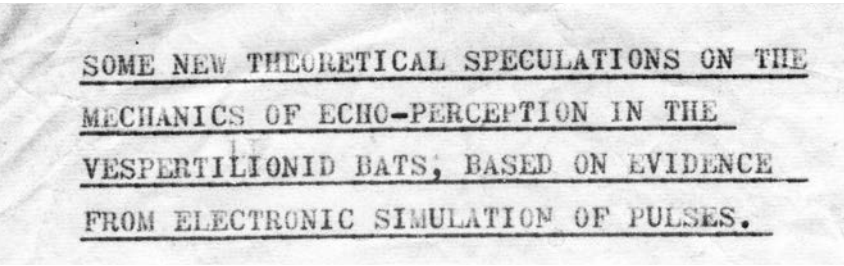 SOME NEW THEORETICAL SPECULATIONS ON THE
MECHANICS OF ECHO-PERCEPTION IN THE
VESPERTILIONID BATS, BASED ON EVIDENCE
FROM ELECTRONIC SIMULATION OF PULSES.